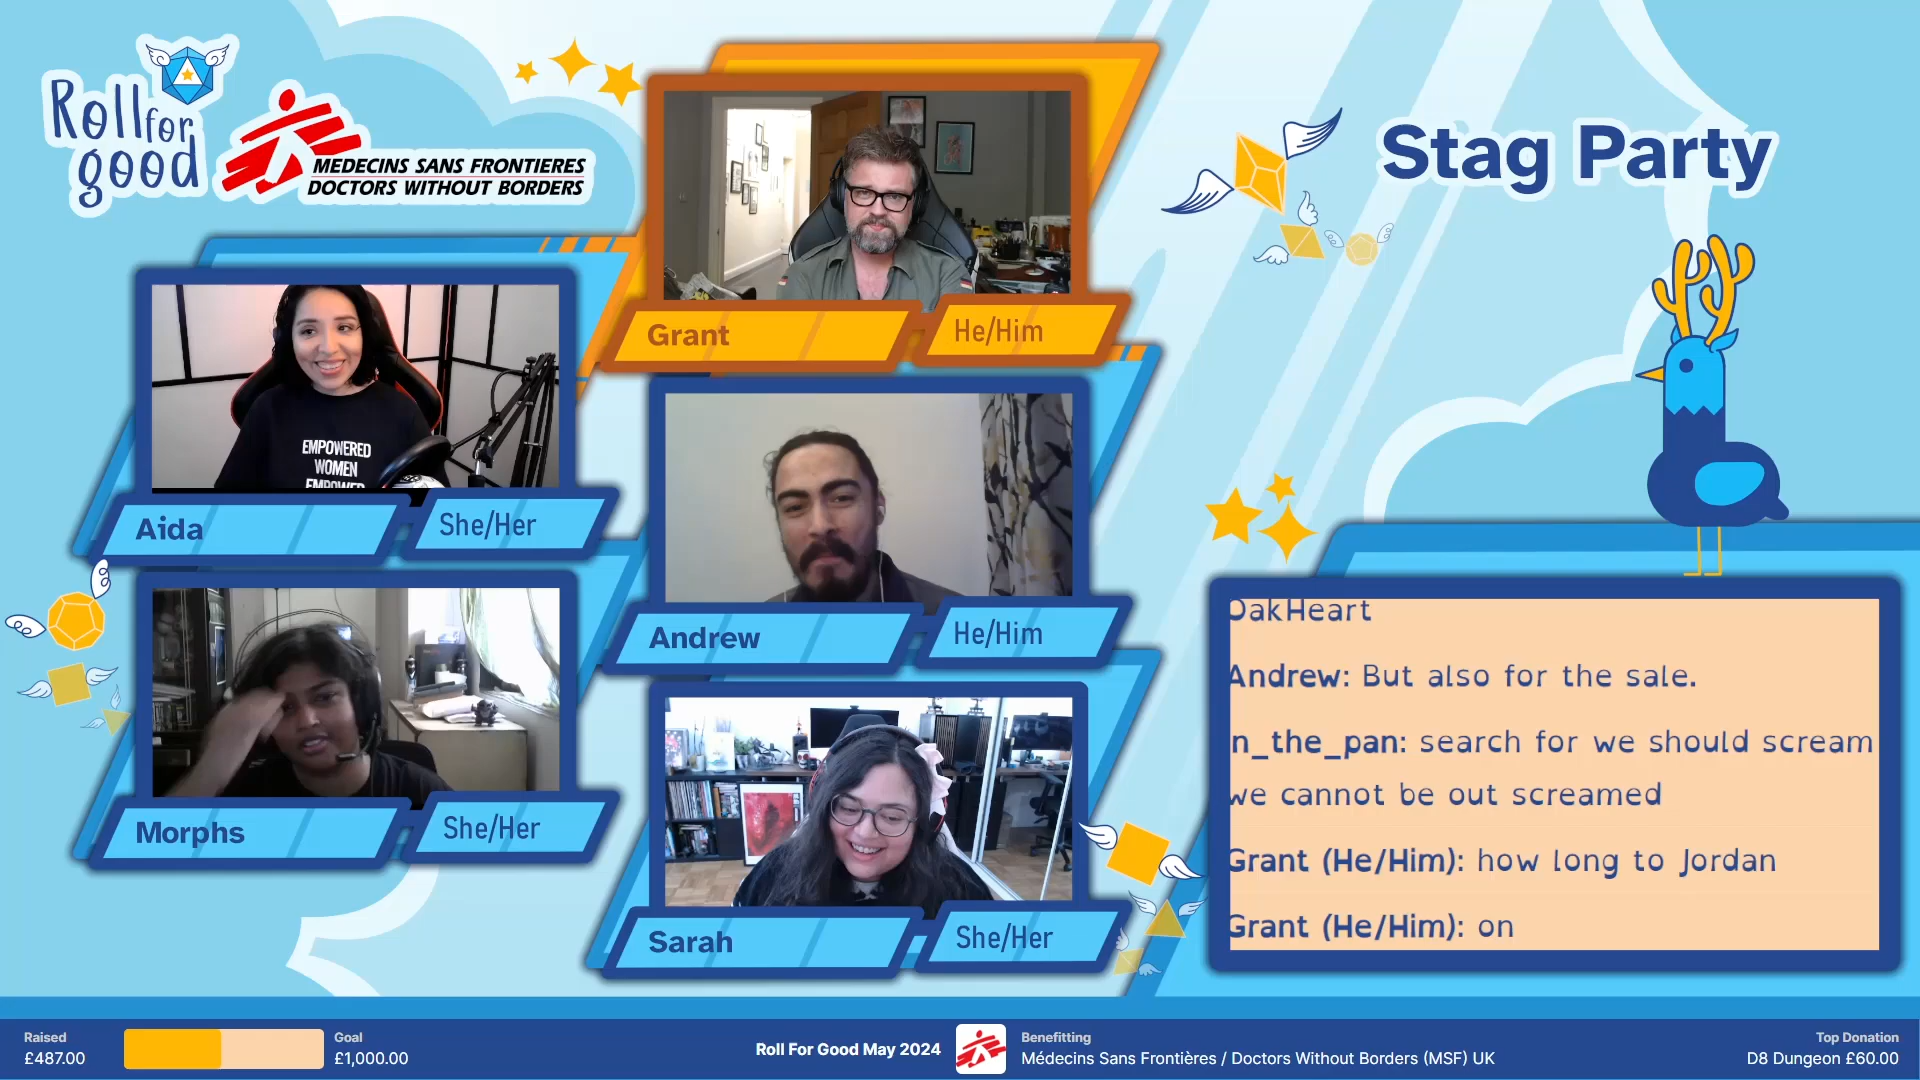 Roll for
good
MEDECINS SANS FRONTIERES
DOCTORS WITHOUT BORDERS
Stag Party
Grant
He/Him
EMPOWERED
WOMEN
EMPOWER
Aida
She/Her
Andrew
He/Him
Morphs
She/Her
Sarah
She/Her
OakHeart
Andrew: But also for the sale.
n_the_pan: search for we should scream
we cannot be out screamed
Grant (He/Him): how long to Jordan
Grant (He/Him): on
Raised
£487.00
Goal
£1,000.00
Roll For Good May 2024
Benefitting
Médecins Sans Frontières / Doctors Without Borders (MSF) UK
Top Donation
D8 Dungeon £60.00